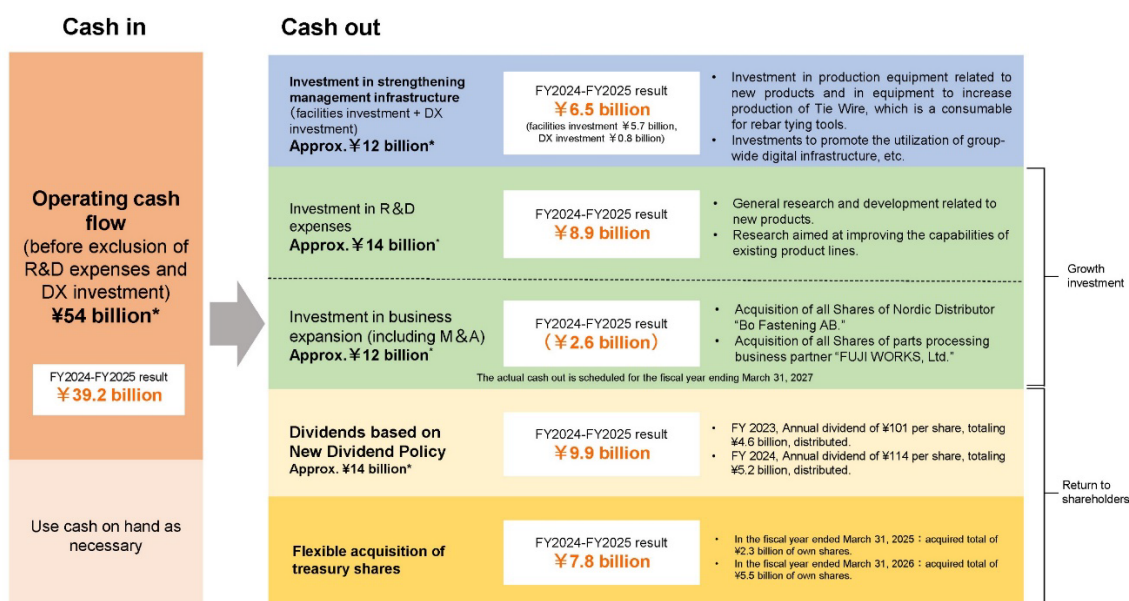 Cash in
Cash out
Operating cash
flow
(before exclusion of
R&D expenses and
DX investment)
¥54 billion*
FY2024-FY2025 result
¥39.2 billion
Use cash on hand as
necessary
Investment in strengthening
management infrastructure
(facilities investment + DX
investment)
Approx.¥12 billion*
FY2024-FY2025 result
¥6.5 billion
(facilities investment ¥5.7 billion,
DX investment ¥0.8 billion)
• Investment in production equipment related to
new products and in equipment to increase
production of Tie Wire, which is a consumable
for rebar tying tools.
• Investments to promote the utilization of group-
wide digital infrastructure, etc.
Investment in R&D
expenses
Approx.¥14 billion*
FY2024-FY2025 result
¥8.9 billion
• General research and development related to
new products.
• Research aimed at improving the capabilities of
existing product lines.
Investment in business
expansion (including M&A)
Approx.¥12 billion*
FY2024-FY2025 result
(¥2.6 billion)
• Acquisition of all Shares of Nordic Distributor
"Bo Fastening AB."
• Acquisition of all Shares of parts processing
business partner "FUJI WORKS, Ltd."
The actual cash out is scheduled for the fiscal year ending March 31, 2027
Growth
investment
Dividends based on
New Dividend Policy
Approx. ¥14 billion*
FY2024-FY2025 result
¥9.9 billion
• FY 2023, Annual dividend of ¥101 per share, totaling
¥4.6 billion, distributed.
• FY 2024, Annual dividend of ¥114 per share, totaling
¥5.2 billion, distributed.
Flexible acquisition of
treasury shares
FY2024-FY2025 result
¥7.8 billion
• In the fiscal year ended March 31, 2025：acquired total of
¥2.3 billion of own shares.
• In the fiscal year ended March 31, 2026：acquired total of
¥5.5 billion of own shares.
Return to
shareholders